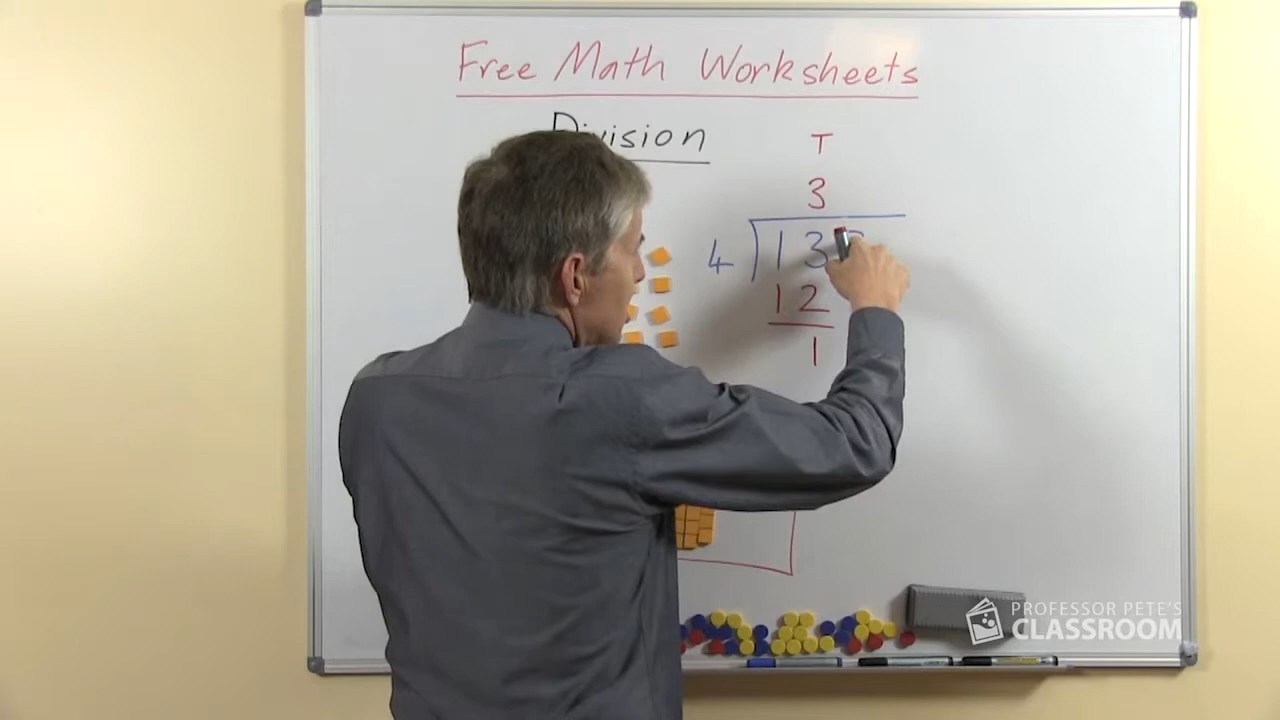 Free Math Worksheets
Division
T
3
4 13
12
1
PROFESSOR PETE'S
CLASSROOM